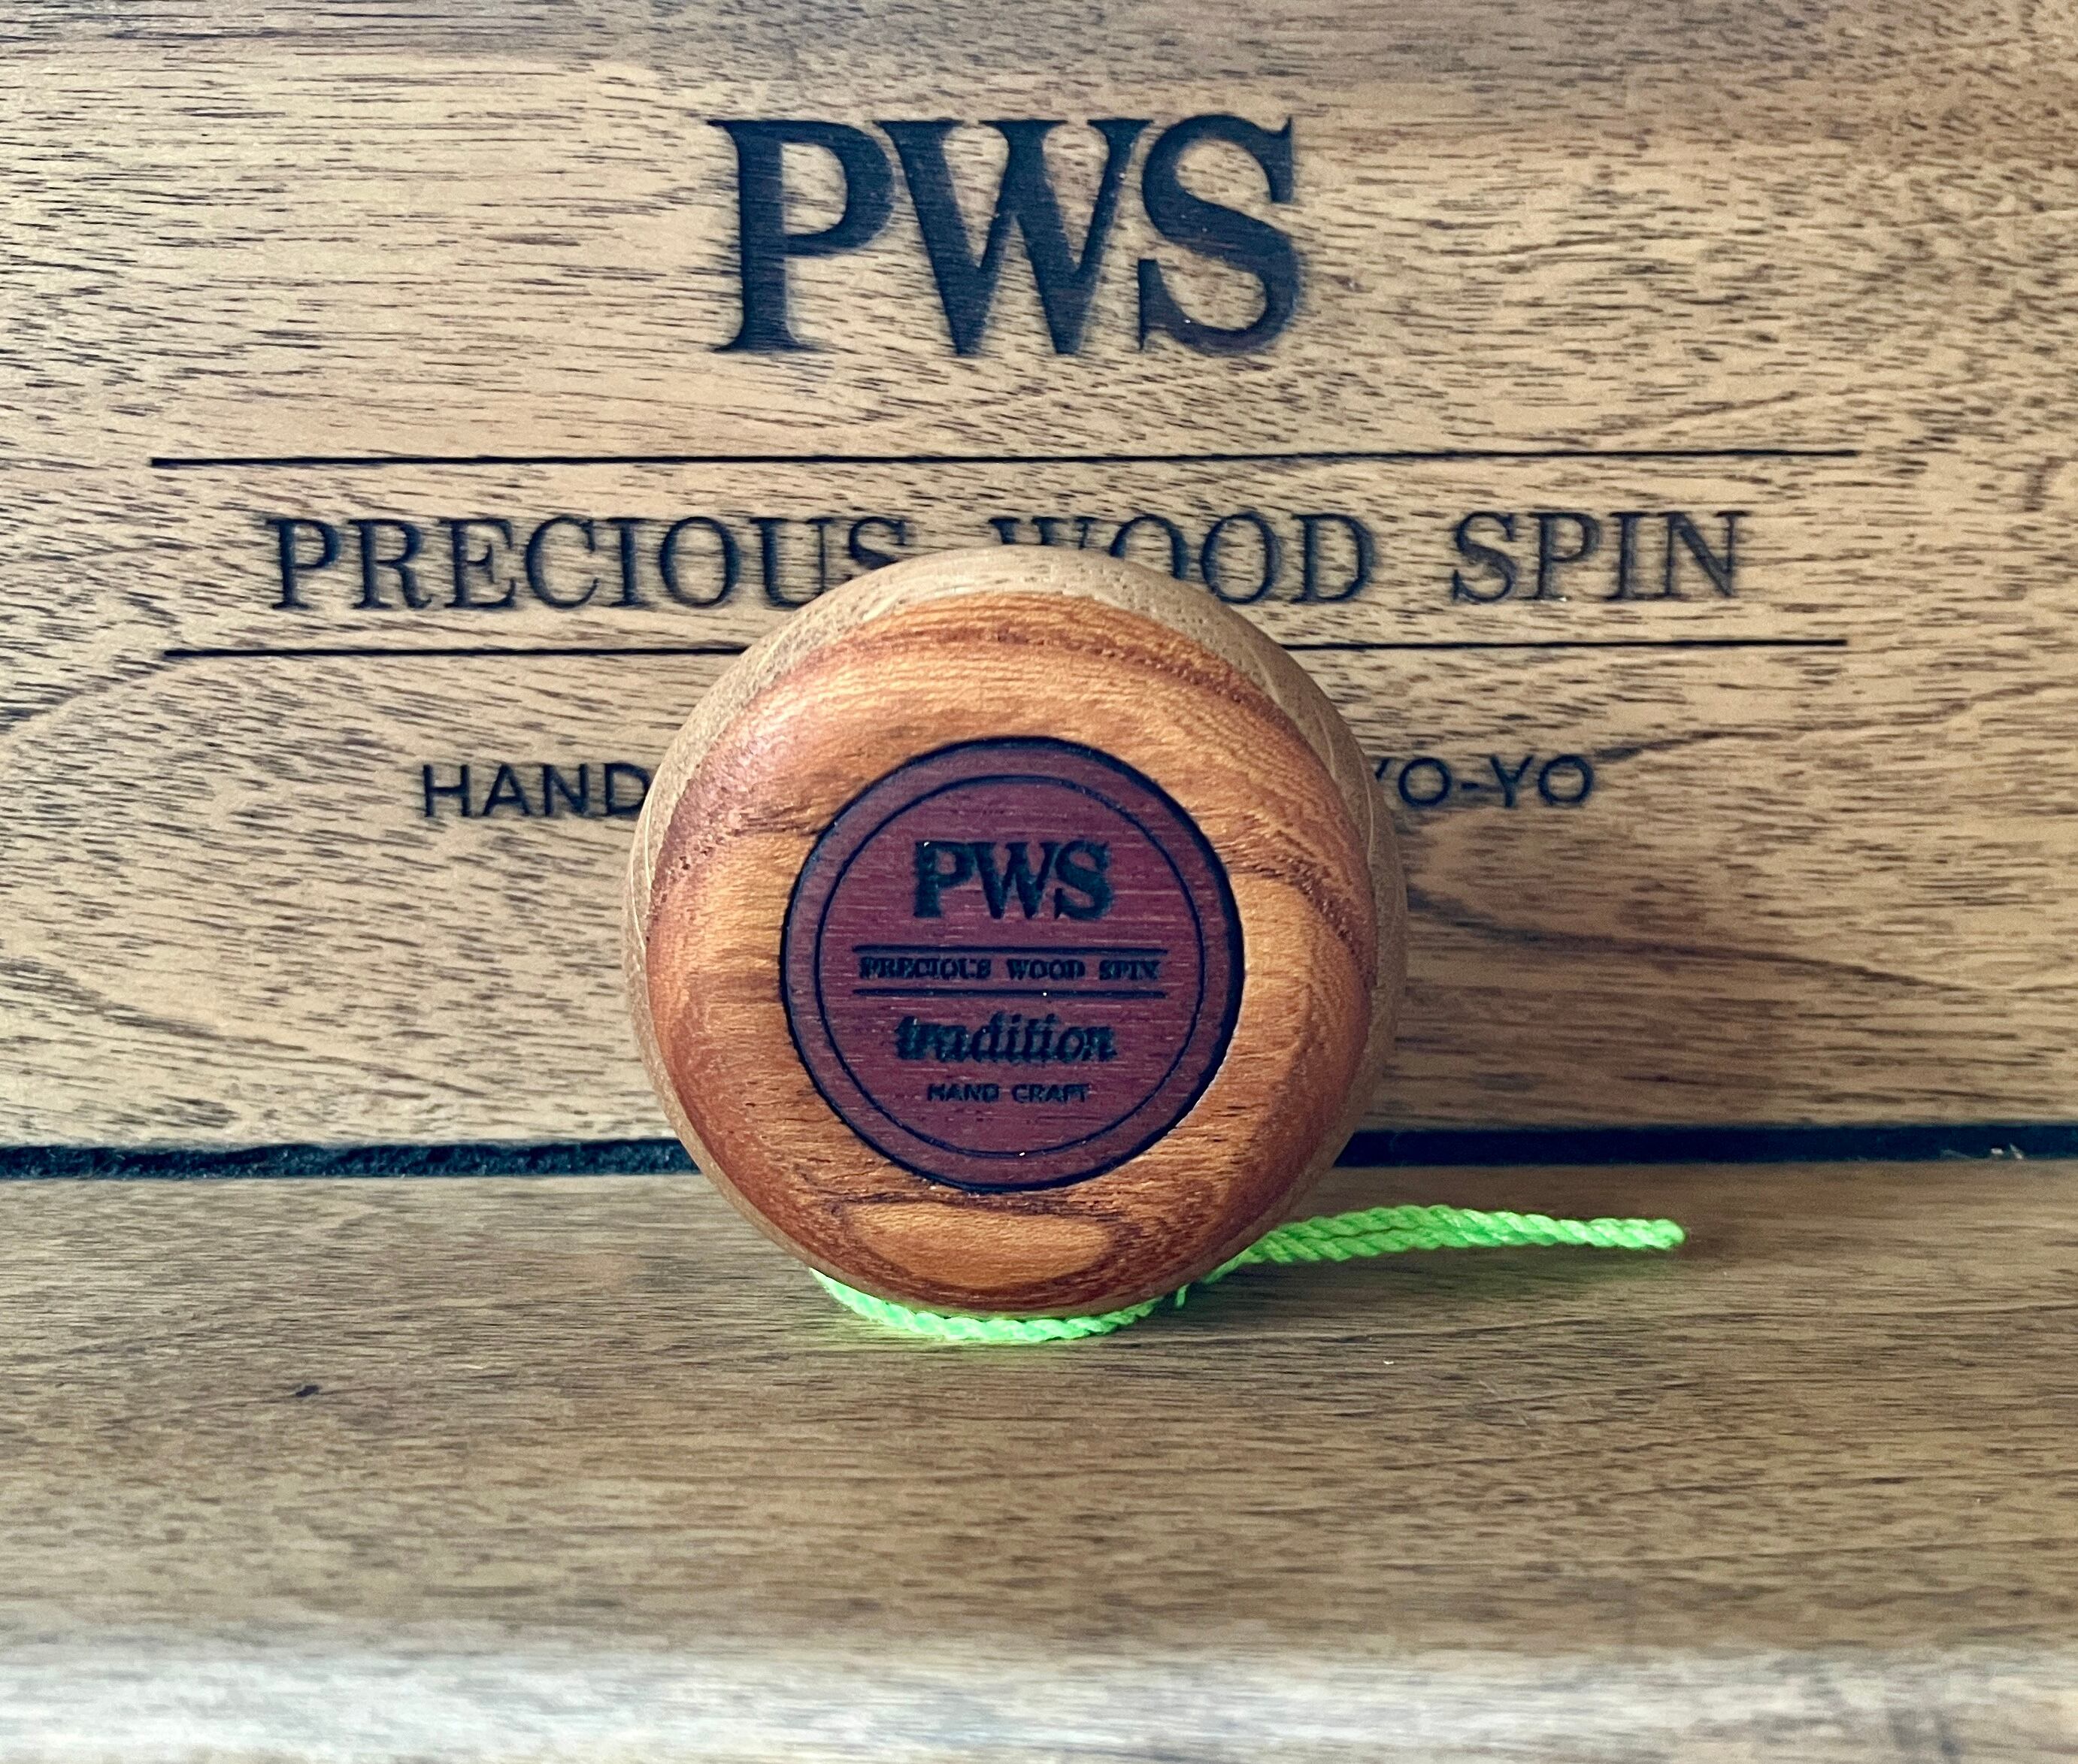 PWS
PRECIOUS WOOD SPIN
HAND YO-YO
PWS
PRECIOUS WOOD SPIN
tradition
HAND CRAFT